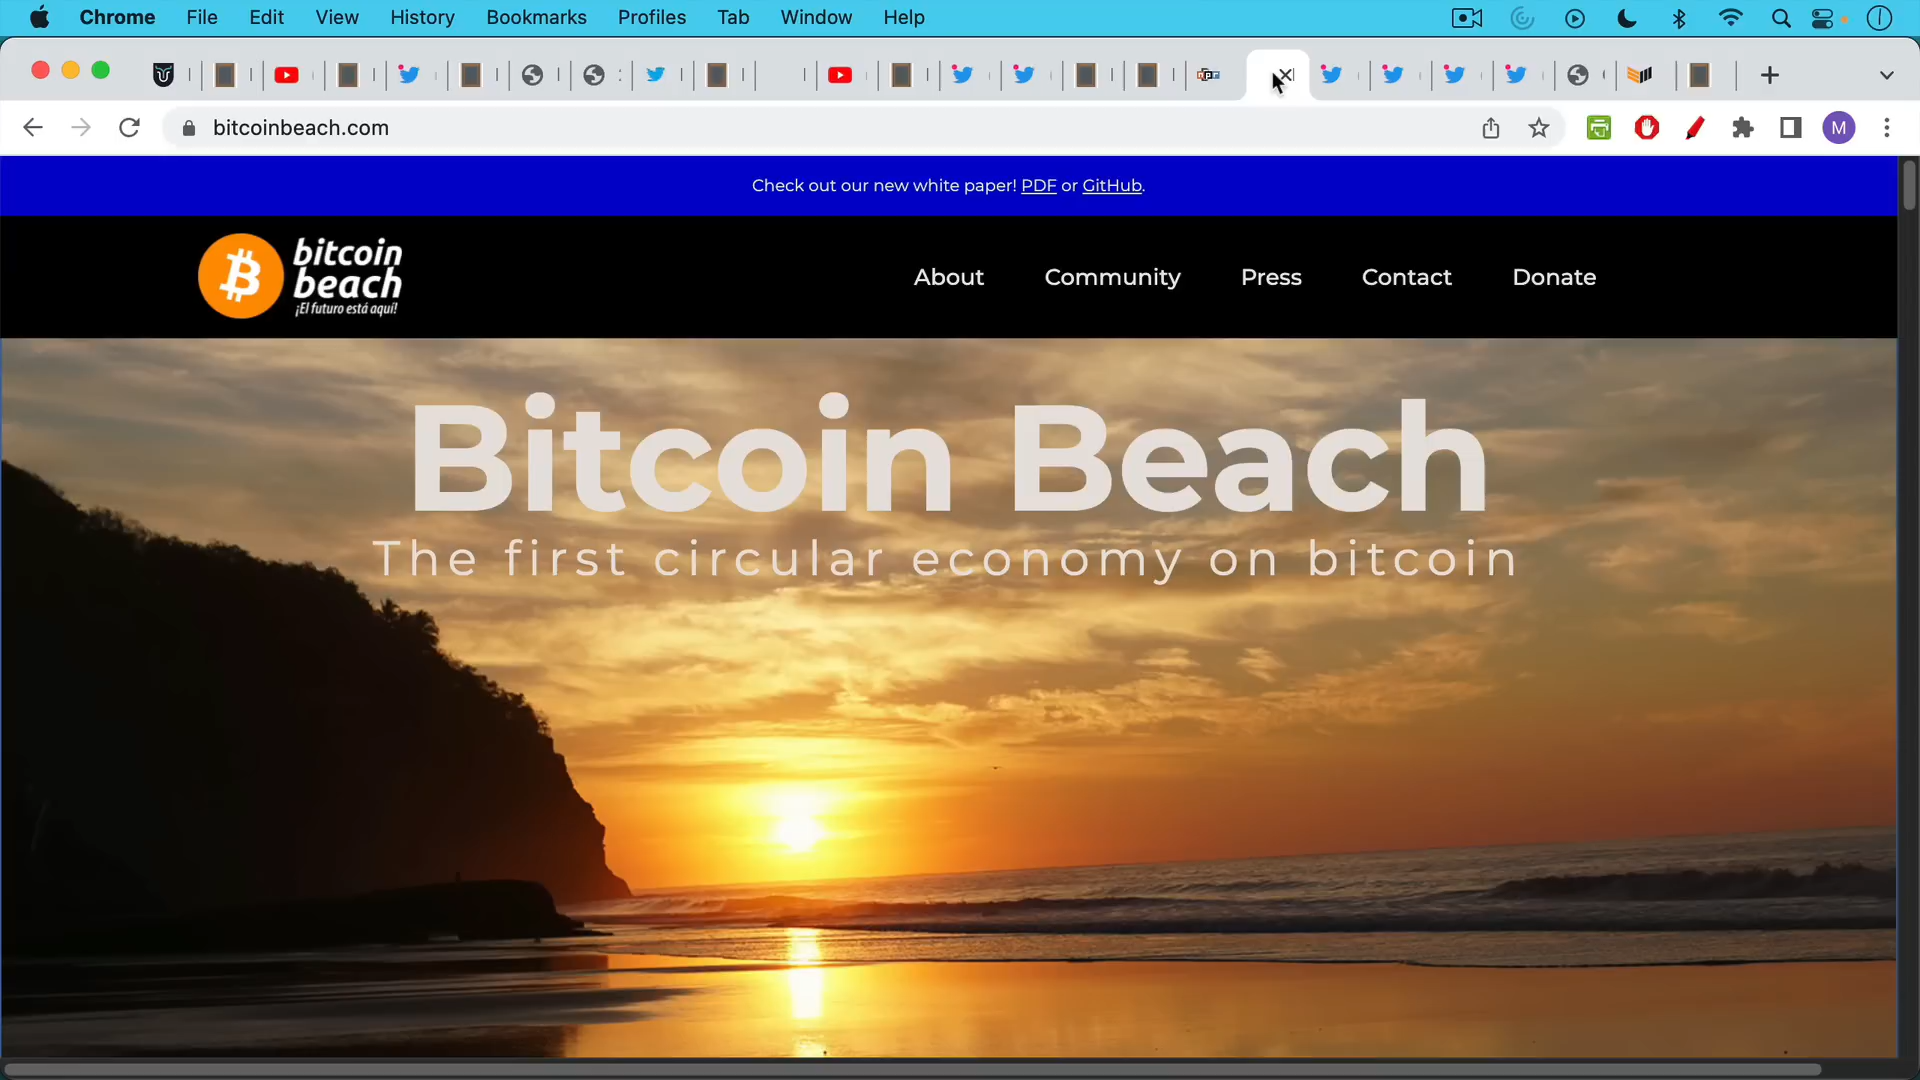 Chrome File Edit View History Bookmarks Profiles Tab Window Help
npr
bitcoinbeach.com
M
Check out our new white paper! PDF or GitHub.
bitcoin
beach
¡El futuro está aquí!
About Community Press Contact Donate
Bitcoin Beach
The first circular economy on bitcoin